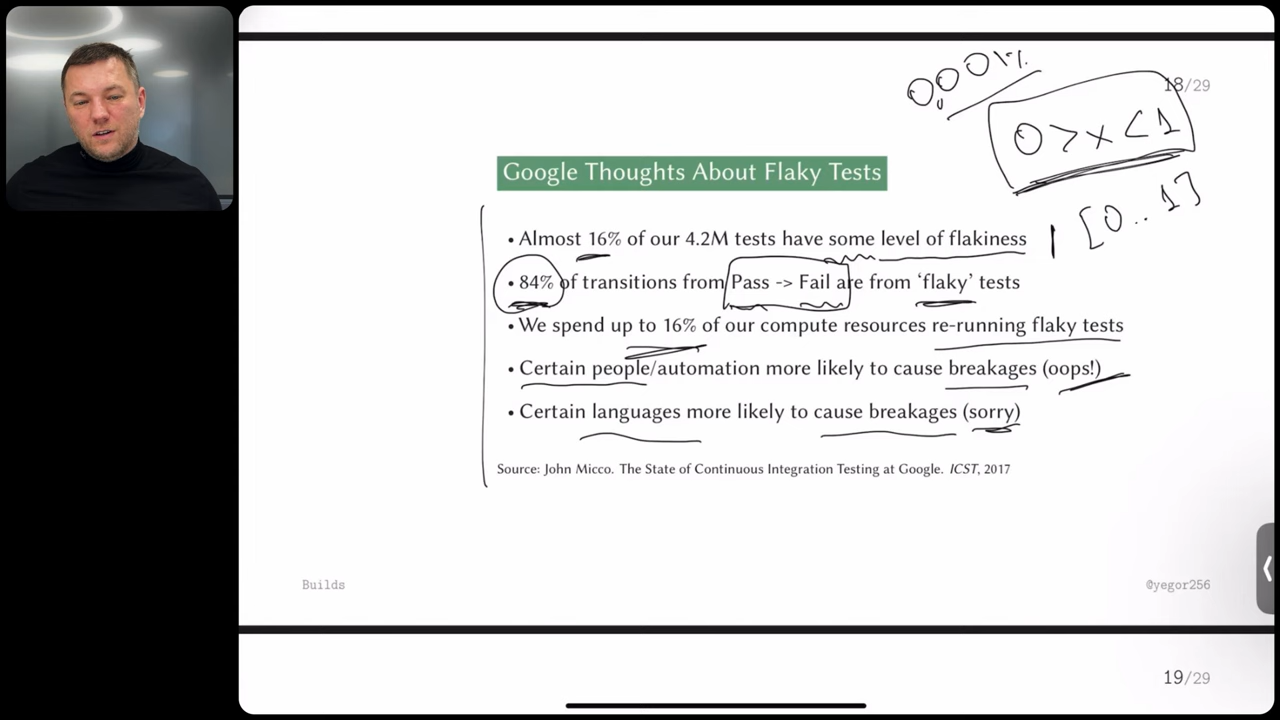 0.01%
18/29
0 > x < 1
Google Thoughts About Flaky Tests
[0..1]
• Almost 16% of our 4.2M tests have some level of flakiness
• 84% of transitions from Pass -> Fail are from ‘flaky’ tests
• We spend up to 16% of our compute resources re-running flaky tests
• Certain people/automation more likely to cause breakages (oops!)
• Certain languages more likely to cause breakages (sorry)
Source: John Micco. The State of Continuous Integration Testing at Google. ICST, 2017
Builds
@yegor256
19/29